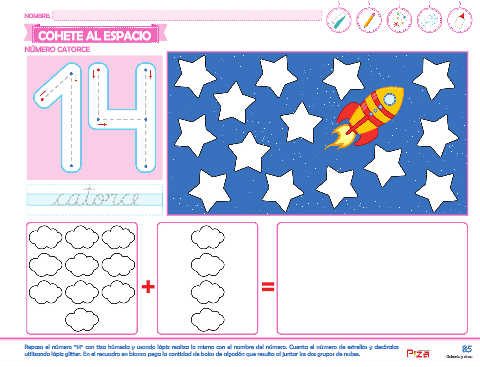 NOMBRE:
COHETE AL ESPACIO
NÚMERO CATORCE
14
catorce
+
=
Repasa el número "14" con tiza húmeda y usando lápiz realiza lo mismo con el nombre del número. Cuenta el número de estrellas y decóralas
utilizando lápiz glitter. En el recuadro en blanco pega la cantidad de bolas de algodón que resulta al juntar los dos grupos de nubes.
85